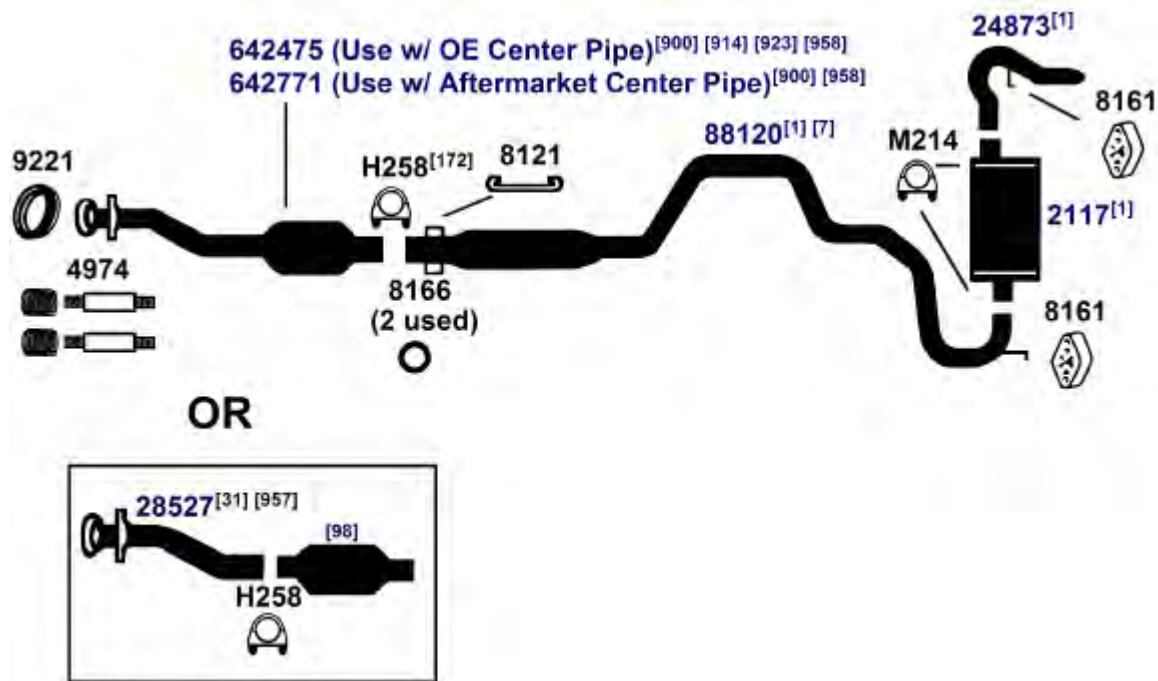 24873[1]
642475 (Use w/ OE Center Pipe)[900] [914] [923] [958]
642771 (Use w/ Aftermarket Center Pipe)[900] [958]
8161
88120[1] [7]
M214
9221
H258[172]
8121
2117[1]
4974
8166
(2 used)
8161
OR
28527[31] [957]
[98]
H258